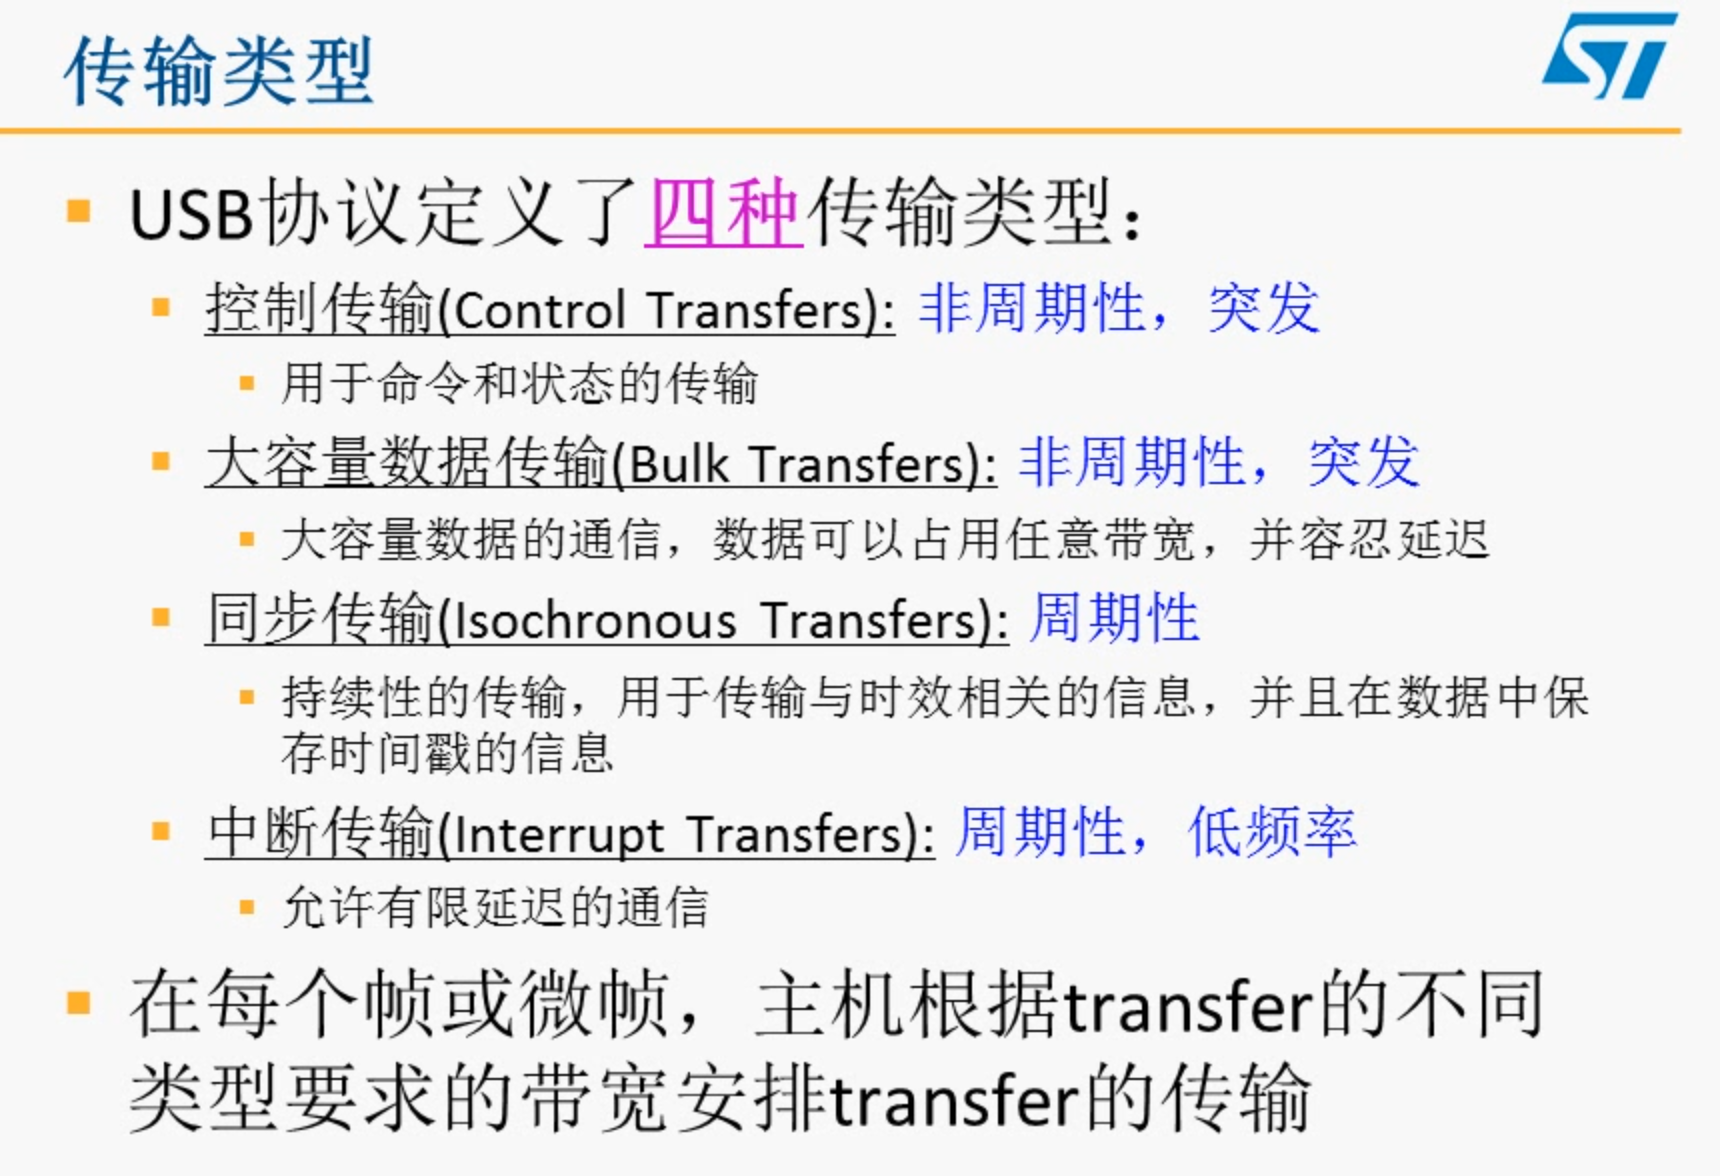 传输类型
ST
USB协议定义了四种传输类型：
控制传输(Control Transfers): 非周期性，突发
用于命令和状态的传输
大容量数据传输(Bulk Transfers): 非周期性，突发
大容量数据的通信，数据可以占用任意带宽，并容忍延迟
同步传输(Isochronous Transfers): 周期性
持续性的传输，用于传输与时效相关的信息，并且在数据中保
存时间戳的信息
中断传输(Interrupt Transfers): 周期性，低频率
允许有限延迟的通信
在每个帧或微帧，主机根据transfer的不同
类型要求的带宽安排transfer的传输